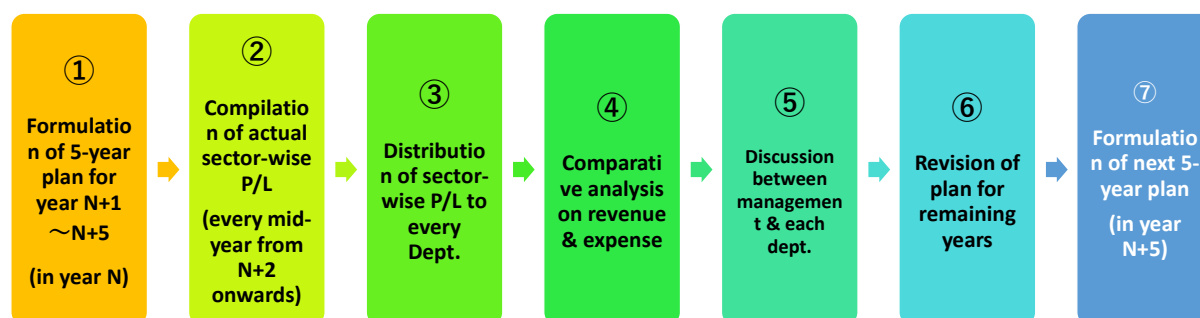 ①
Formulatio
n of 5-year
plan for
year N+1
～N+5
(in year N)
②
Compilatio
n of actual
sector-wise
P/L
(every mid-
year from
N+2
onwards)
③
Distributio
n of sector-
wise P/L to
every
Dept.
④
Comparati
ve analysis
on revenue
& expense
⑤
Discussion
between
managemen
t & each
dept.
⑥
Revision of
plan for
remaining
years
⑦
Formulatio
n of next 5-
year plan
(in year
N+5)